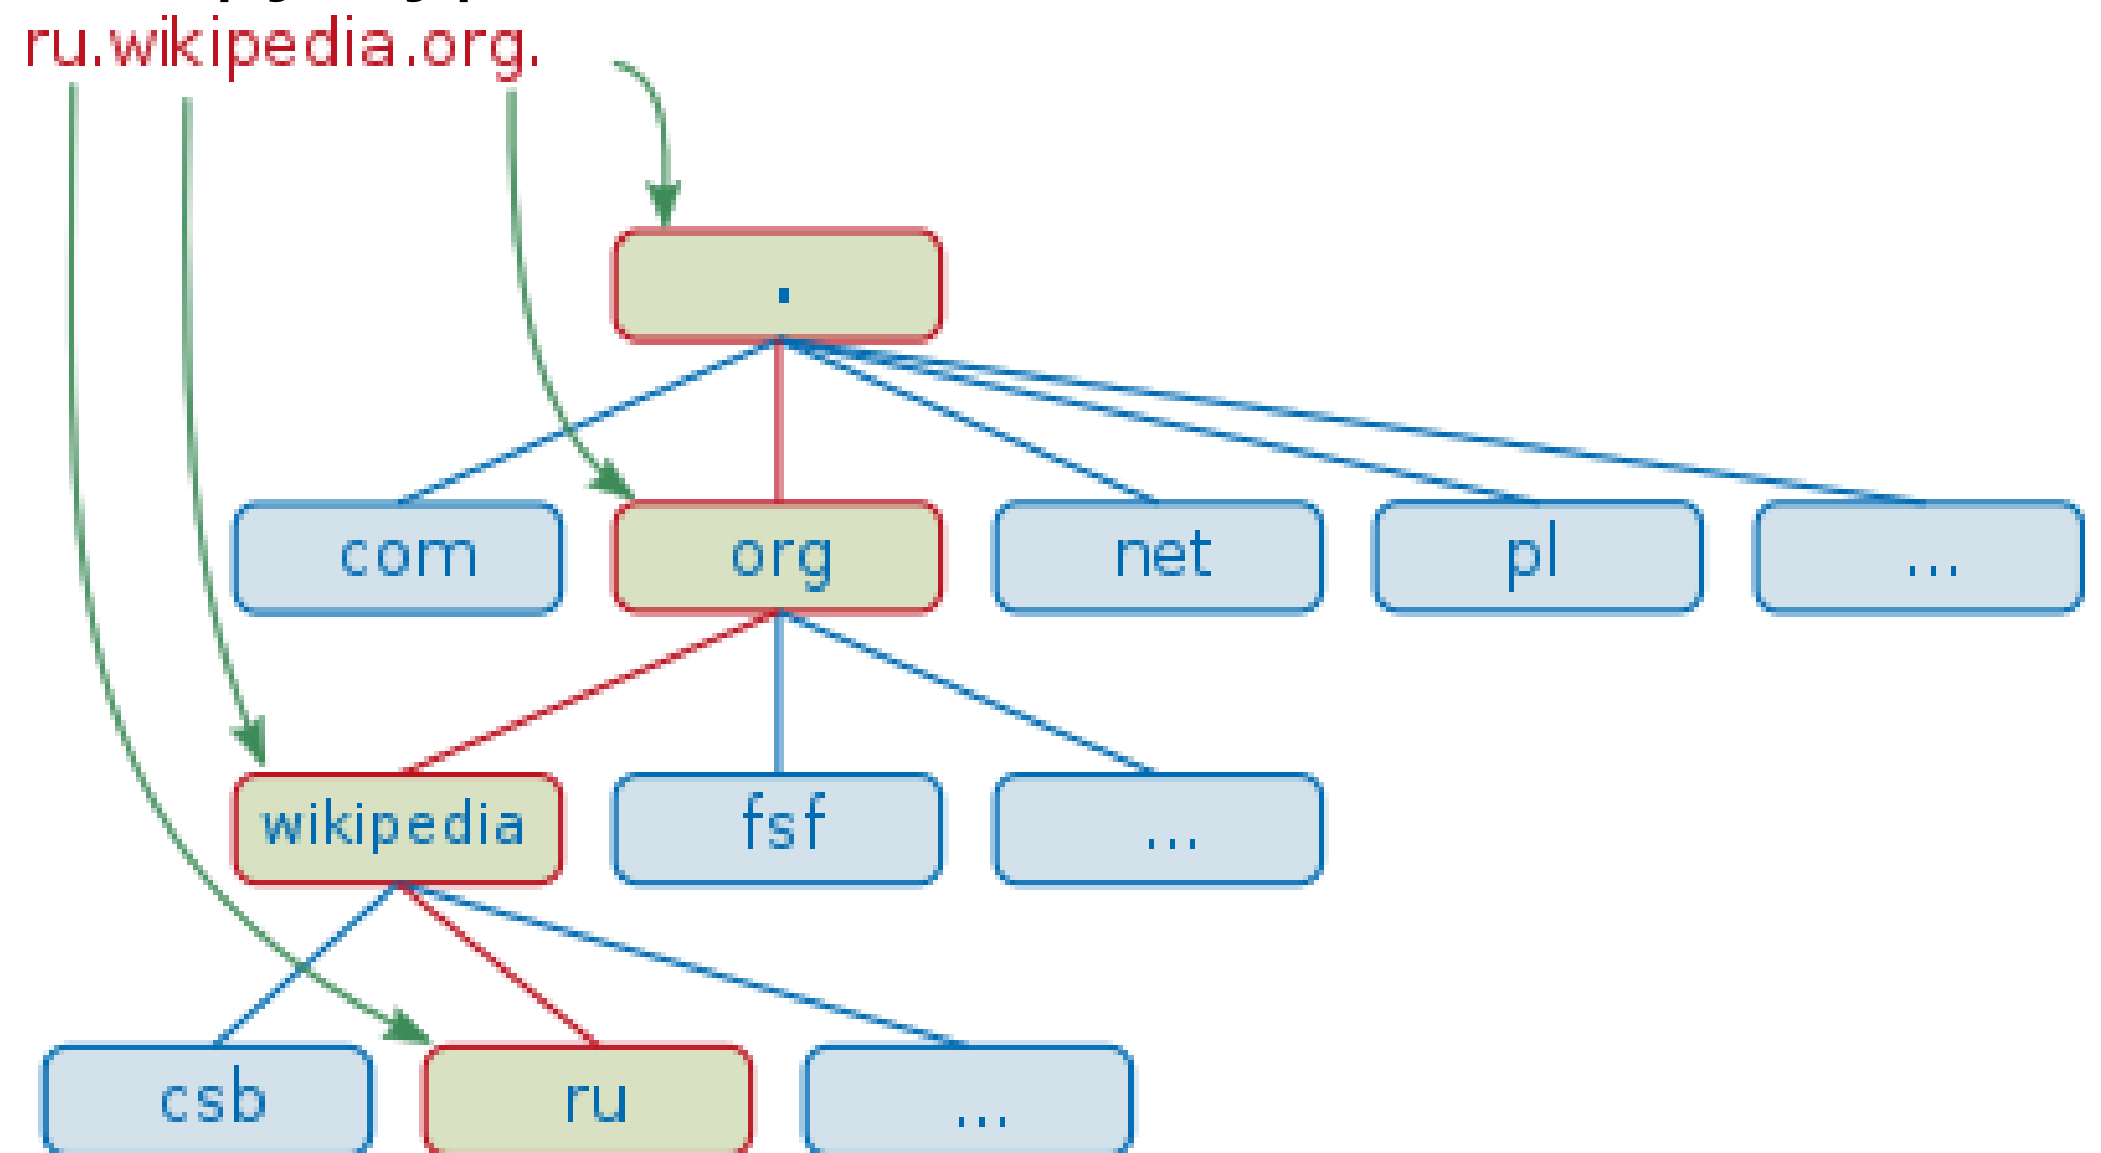 ru.wikipedia.org.
.
com org net pl ...
wikipedia fsf ...
csb ru ...